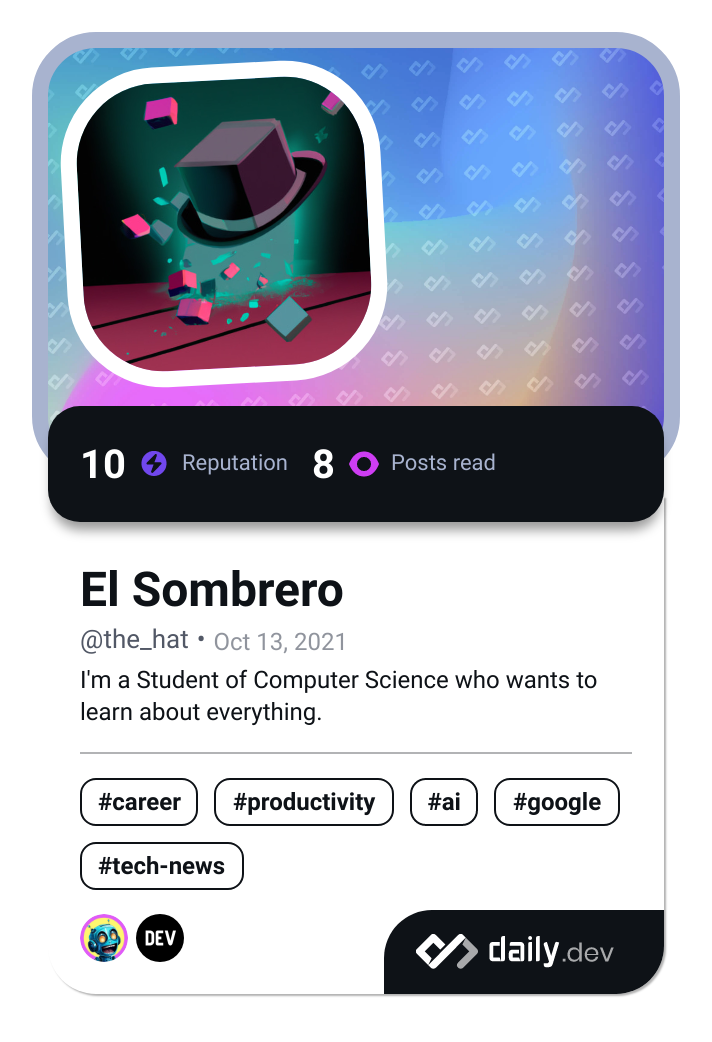 10 Reputation 8 Posts read
El Sombrero
@the_hat • Oct 13, 2021
I'm a Student of Computer Science who wants to
learn about everything.
#career #productivity #ai #google
#tech-news
DEV
daily.dev